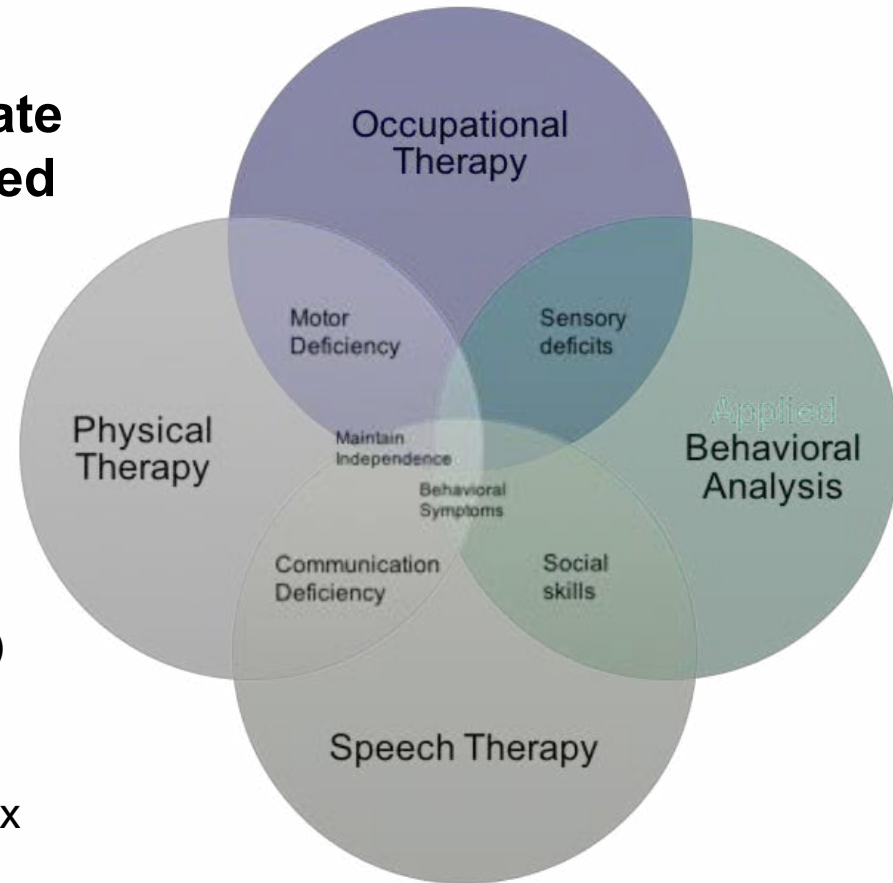 ate
ed
)
x
Occupational
Therapy
Motor
Deficiency
Sensory
deficits
Physical
Therapy
Maintain
Independence
Applied
Behavioral
Analysis
Behavioral
Symptoms
Communication
Deficiency
Social
skills
Speech Therapy